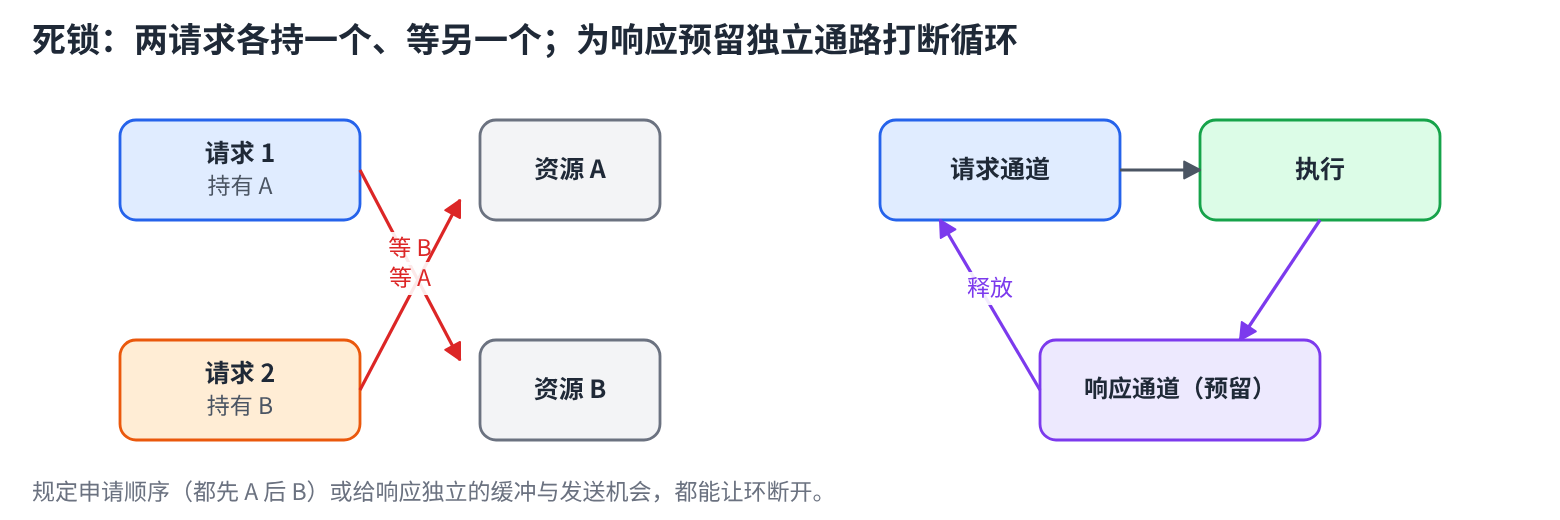 死锁：两请求各持一个、等另一个；为响应预留独立通路打断循环
请求 1
持有 A
资源 A
等 B
等 A
请求 2
持有 B
资源 B
请求通道
执行
释放
响应通道（预留）
规定申请顺序（都先 A 后 B）或给响应独立的缓冲与发送机会，都能让环断开。